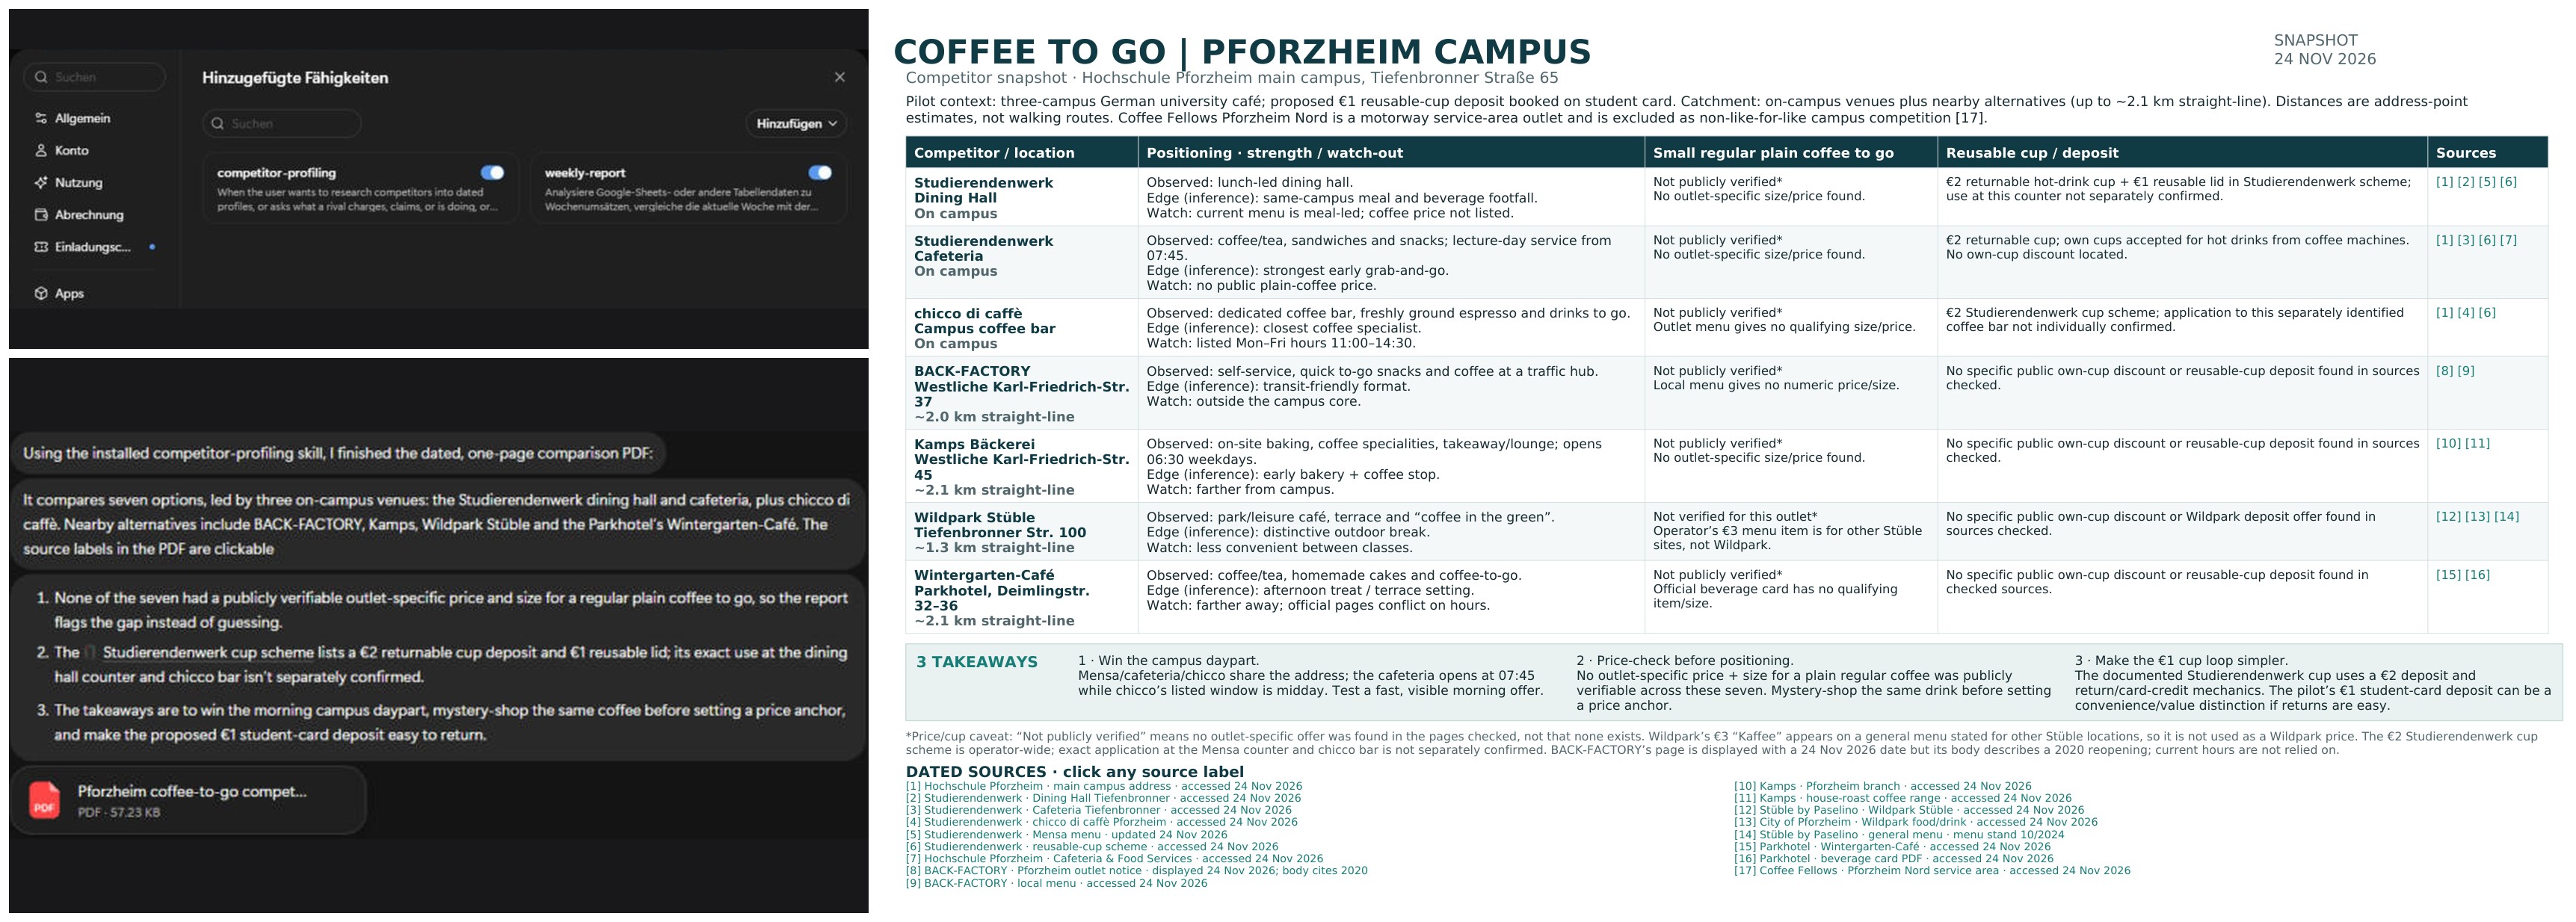 Suchen
Allgemein
Konto
Nutzung
Abrechnung
Einladungsc...
Apps
Hinzugefügte Fähigkeiten
Suchen
Hinzufügen
competitor-profiling
When the user wants to research competitors into dated
profiles, or asks what a rival charges, claims, or is doing, or...
weekly-report
Analysiere Google-Sheets- oder andere Tabellendaten zu
Wochenumsätzen, vergleiche die aktuelle Woche mit der...
Using the installed competitor-profiling skill, I finished the dated, one-page comparison PDF:
It compares seven options, led by three on-campus venues: the Studierendenwerk dining hall and cafeteria, plus chicco di
caffè. Nearby alternatives include BACK-FACTORY, Kamps, Wildpark Stüble and the Parkhotel's Wintergarten-Café. The
source labels in the PDF are clickable
1. None of the seven had a publicly verifiable outlet-specific price and size for a regular plain coffee to go, so the report
flags the gap instead of guessing.
2. The Studierendenwerk cup scheme lists a €2 returnable cup deposit and €1 reusable lid; its exact use at the dining
hall counter and chicco bar isn't separately confirmed.
3. The takeaways are to win the morning campus daypart, mystery-shop the same coffee before setting a price anchor,
and make the proposed €1 student-card deposit easy to return.
PDF
Pforzheim coffee-to-go compet...
PDF · 57.23 KB
COFFEE TO GO | PFORZHEIM CAMPUS
SNAPSHOT
24 NOV 2026
Competitor snapshot · Hochschule Pforzheim main campus, Tiefenbronner Straße 65
Pilot context: three-campus German university café; proposed €1 reusable-cup deposit booked on student card. Catchment: on-campus venues plus nearby alternatives (up to ~2.1 km straight-line). Distances are address-point
estimates, not walking routes. Coffee Fellows Pforzheim Nord is a motorway service-area outlet and is excluded as non-like-for-like campus competition [17].
Competitor / location
Positioning · strength / watch-out
Small regular plain coffee to go
Reusable cup / deposit
Sources
Studierendenwerk
Dining Hall
On campus
Observed: lunch-led dining hall.
Edge (inference): same-campus meal and beverage footfall.
Watch: current menu is meal-led; coffee price not listed.
Not publicly verified*
No outlet-specific size/price found.
€2 returnable hot-drink cup + €1 reusable lid in Studierendenwerk scheme;
use at this counter not separately confirmed.
[1] [2] [5] [6]
Studierendenwerk
Cafeteria
On campus
Observed: coffee/tea, sandwiches and snacks; lecture-day service from
07:45.
Edge (inference): strongest early grab-and-go.
Watch: no public plain-coffee price.
Not publicly verified*
No outlet-specific size/price found.
€2 returnable cup; own cups accepted for hot drinks from coffee machines.
No own-cup discount located.
[1] [3] [6] [7]
chicco di caffè
Campus coffee bar
On campus
Observed: dedicated coffee bar, freshly ground espresso and drinks to go.
Edge (inference): closest coffee specialist.
Watch: listed Mon–Fri hours 11:00–14:30.
Not publicly verified*
Outlet menu gives no qualifying size/price.
€2 Studierendenwerk cup scheme; application to this separately identified
coffee bar not individually confirmed.
[1] [4] [6]
BACK-FACTORY
Westliche Karl-Friedrich-Str.
37
~2.0 km straight-line
Observed: self-service, quick to-go snacks and coffee at a traffic hub.
Edge (inference): transit-friendly format.
Watch: outside the campus core.
Not publicly verified*
Local menu gives no numeric price/size.
No specific public own-cup discount or reusable-cup deposit found in sources
checked.
[8] [9]
Kamps Bäckerei
Westliche Karl-Friedrich-Str.
45
~2.1 km straight-line
Observed: on-site baking, coffee specialities, takeaway/lounge; opens
06:30 weekdays.
Edge (inference): early bakery + coffee stop.
Watch: farther from campus.
Not publicly verified*
No outlet-specific size/price found.
No specific public own-cup discount or reusable-cup deposit found in sources
checked.
[10] [11]
Wildpark Stüble
Tiefenbronner Str. 100
~1.3 km straight-line
Observed: park/leisure café, terrace and “coffee in the green”.
Edge (inference): distinctive outdoor break.
Watch: less convenient between classes.
Not verified for this outlet*
Operator’s €3 menu item is for other Stüble
sites, not Wildpark.
No specific public own-cup discount or Wildpark deposit offer found in
sources checked.
[12] [13] [14]
Wintergarten-Café
Parkhotel, Deimlingstr.
32–36
~2.1 km straight-line
Observed: coffee/tea, homemade cakes and coffee-to-go.
Edge (inference): afternoon treat / terrace setting.
Watch: farther away; official pages conflict on hours.
Not publicly verified*
Official beverage card has no qualifying
item/size.
No specific public own-cup discount or reusable-cup deposit found in
checked sources.
[15] [16]
3 TAKEAWAYS
1 · Win the campus daypart.
Mensa/cafeteria/chicco share the address; the cafeteria opens at 07:45
while chicco’s listed window is midday. Test a fast, visible morning offer.
2 · Price-check before positioning.
No outlet-specific price + size for a plain regular coffee was publicly
verifiable across these seven. Mystery-shop the same drink before setting
a price anchor.
3 · Make the €1 cup loop simpler.
The documented Studierendenwerk cup uses a €2 deposit and
return/card-credit mechanics. The pilot’s €1 student-card deposit can be a
convenience/value distinction if returns are easy.
*Price/cup caveat: “Not publicly verified” means no outlet-specific offer was found in the pages checked, not that none exists. Wildpark’s €3 “Kaffee” appears on a general menu stated for other Stüble locations, so it is not used as a Wildpark price. The €2 Studierendenwerk cup
scheme is operator-wide; exact application at the Mensa counter and chicco bar is not separately confirmed. BACK-FACTORY’s page is displayed with a 24 Nov 2026 date but its body describes a 2020 reopening; current hours are not relied on.
DATED SOURCES · click any source label
[1] Hochschule Pforzheim · main campus address · accessed 24 Nov 2026
[2] Studierendenwerk · Dining Hall Tiefenbronner · accessed 24 Nov 2026
[3] Studierendenwerk · Cafeteria Tiefenbronner · accessed 24 Nov 2026
[4] Studierendenwerk · chicco di caffè Pforzheim · accessed 24 Nov 2026
[5] Studierendenwerk · Mensa menu · updated 24 Nov 2026
[6] Studierendenwerk · reusable-cup scheme · accessed 24 Nov 2026
[7] Hochschule Pforzheim · Cafeteria & Food Services · accessed 24 Nov 2026
[8] BACK-FACTORY · Pforzheim outlet notice · displayed 24 Nov 2026; body cites 2020
[9] BACK-FACTORY · local menu · accessed 24 Nov 2026
[10] Kamps · Pforzheim branch · accessed 24 Nov 2026
[11] Kamps · house-roast coffee range · accessed 24 Nov 2026
[12] Stüble by Paselino · Wildpark Stüble · accessed 24 Nov 2026
[13] City of Pforzheim · Wildpark food/drink · accessed 24 Nov 2026
[14] Stüble by Paselino · general menu · menu stand 10/2024
[15] Parkhotel · Wintergarten-Café · accessed 24 Nov 2026
[16] Parkhotel · beverage card PDF · accessed 24 Nov 2026
[17] Coffee Fellows · Pforzheim Nord service area · accessed 24 Nov 2026